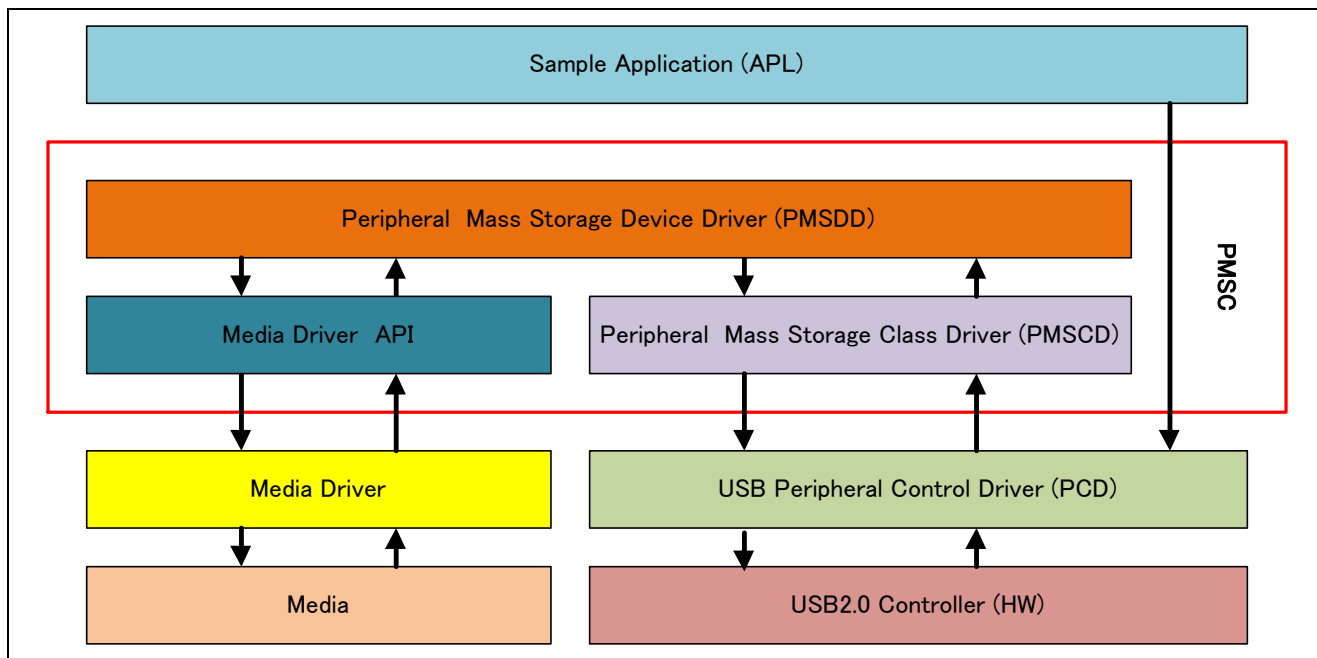 Sample Application (APL)
Peripheral Mass Storage Device Driver (PMSDD)
PMSC
Media Driver API
Peripheral Mass Storage Class Driver (PMSCD)
Media Driver
USB Peripheral Control Driver (PCD)
Media
USB2.0 Controller (HW)